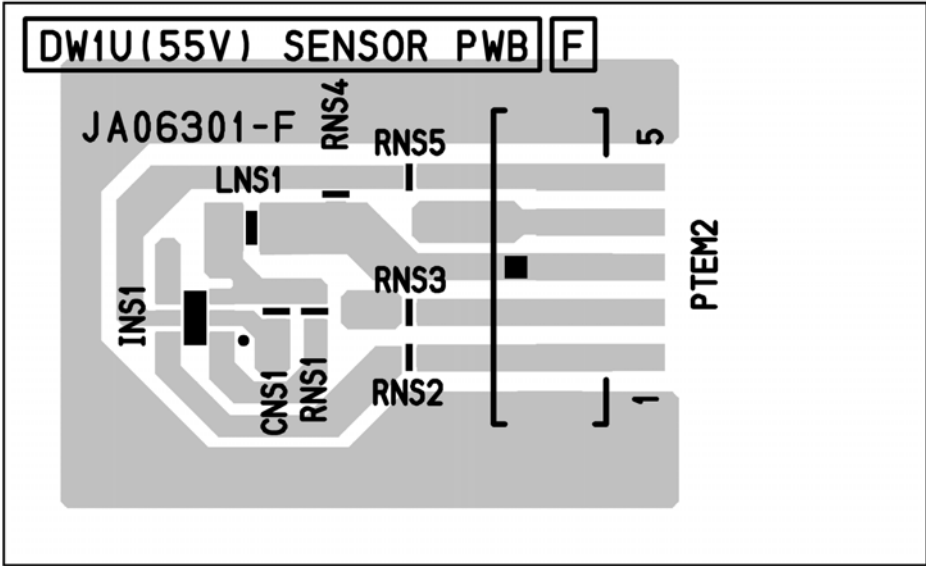 DW1U(55V) SENSOR PWB F
JA06301-F
RNS4
RNS5
5
LNS1
PTEM2
RNS3
INS1
CNS1
RNS1
RNS2
1